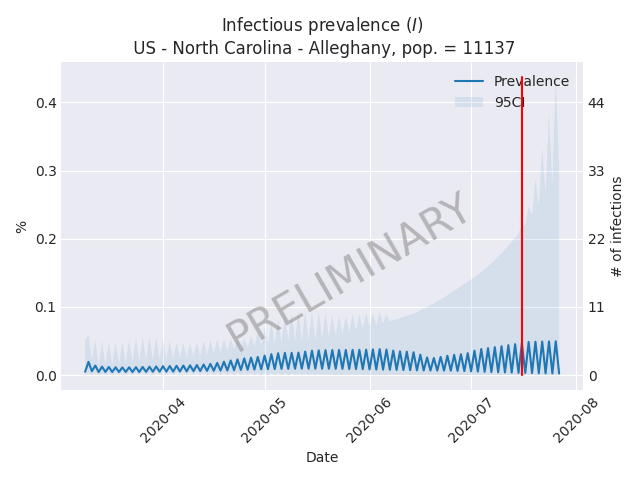 Infectious prevalence (I)
US - North Carolina - Alleghany, pop. = 11137
Prevalence
95CI
0.4
0.3
0.2
0.1
0.0
%
44
33
22
11
0
# of infections
PRELIMINARY
2020-04
2020-05
2020-06
2020-07
2020-08
Date